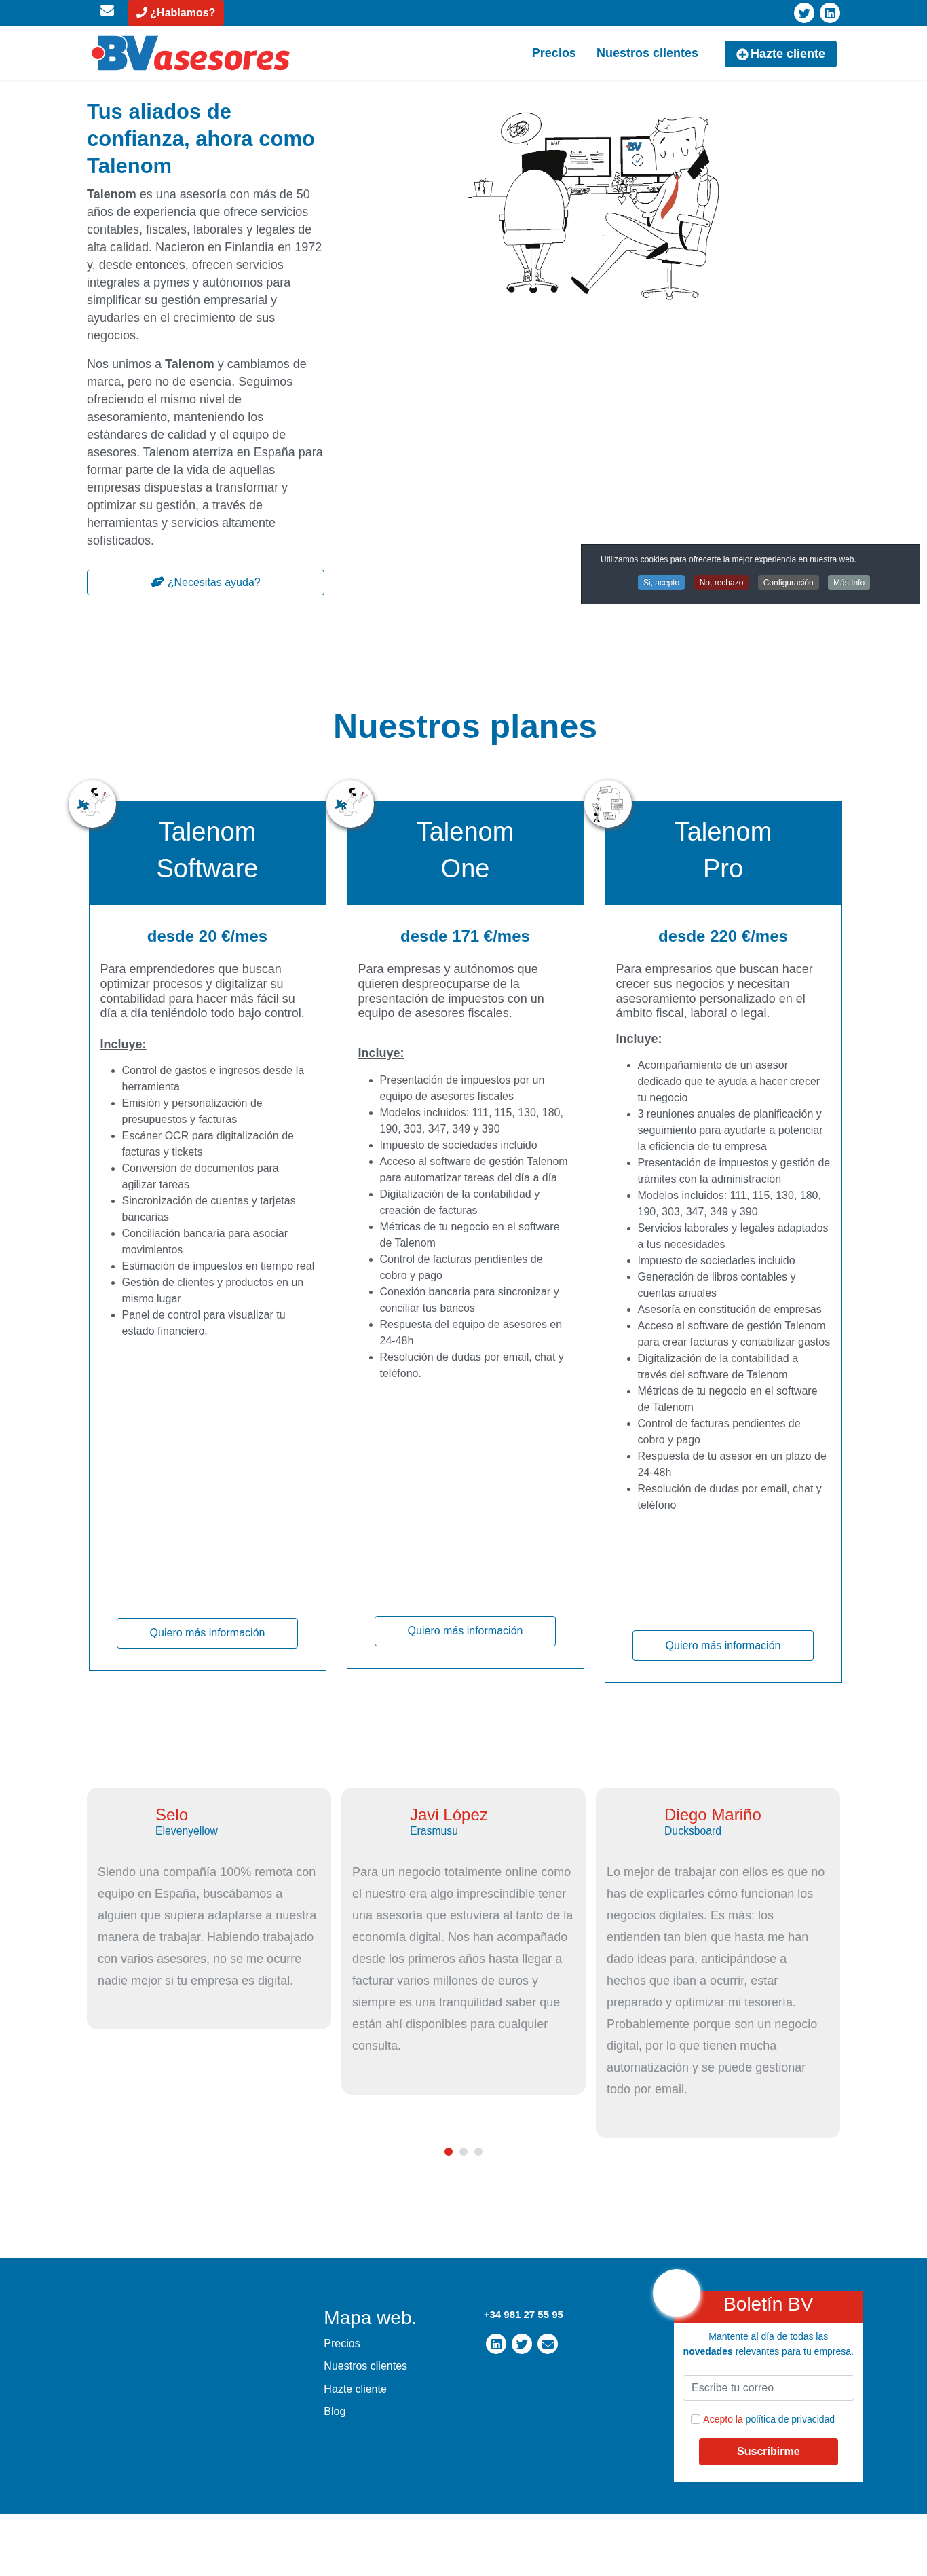 ¿Hablamos?
BVasesores
Precios
Nuestros clientes
Hazte cliente
Tus aliados de
confianza, ahora como
Talenom
Talenom es una asesoría con más de 50
años de experiencia que ofrece servicios
contables, fiscales, laborales y legales de
alta calidad. Nacieron en Finlandia en 1972
y, desde entonces, ofrecen servicios
integrales a pymes y autónomos para
simplificar su gestión empresarial y
ayudarles en el crecimiento de sus
negocios.
Nos unimos a Talenom y cambiamos de
marca, pero no de esencia. Seguimos
ofreciendo el mismo nivel de
asesoramiento, manteniendo los
estándares de calidad y el equipo de
asesores. Talenom aterriza en España para
formar parte de la vida de aquellas
empresas dispuestas a transformar y
optimizar su gestión, a través de
herramientas y servicios altamente
sofisticados.
¿Necesitas ayuda?
BV
Utilizamos cookies para ofrecerte la mejor experiencia en nuestra web.
Si, acepto
No, rechazo
Configuración
Más Info
Nuestros planes
Talenom
Software
desde 20 €/mes
Para emprendedores que buscan
optimizar procesos y digitalizar su
contabilidad para hacer más fácil su
día a día teniéndolo todo bajo control.
Incluye:
• Control de gastos e ingresos desde la
herramienta
• Emisión y personalización de
presupuestos y facturas
• Escáner OCR para digitalización de
facturas y tickets
• Conversión de documentos para
agilizar tareas
• Sincronización de cuentas y tarjetas
bancarias
• Conciliación bancaria para asociar
movimientos
• Estimación de impuestos en tiempo real
• Gestión de clientes y productos en un
mismo lugar
• Panel de control para visualizar tu
estado financiero.
Quiero más información
Talenom
One
desde 171 €/mes
Para empresas y autónomos que
quieren despreocuparse de la
presentación de impuestos con un
equipo de asesores fiscales.
Incluye:
• Presentación de impuestos por un
equipo de asesores fiscales
• Modelos incluidos: 111, 115, 130, 180,
190, 303, 347, 349 y 390
• Impuesto de sociedades incluido
• Acceso al software de gestión Talenom
para automatizar tareas del día a día
• Digitalización de la contabilidad y
creación de facturas
• Métricas de tu negocio en el software
de Talenom
• Control de facturas pendientes de
cobro y pago
• Conexión bancaria para sincronizar y
conciliar tus bancos
• Respuesta del equipo de asesores en
24-48h
• Resolución de dudas por email, chat y
teléfono.
Quiero más información
Talenom
Pro
desde 220 €/mes
Para empresarios que buscan hacer
crecer sus negocios y necesitan
asesoramiento personalizado en el
ámbito fiscal, laboral o legal.
Incluye:
• Acompañamiento de un asesor
dedicado que te ayuda a hacer crecer
tu negocio
• 3 reuniones anuales de planificación y
seguimiento para ayudarte a potenciar
la eficiencia de tu empresa
• Presentación de impuestos y gestión de
trámites con la administración
• Modelos incluidos: 111, 115, 130, 180,
190, 303, 347, 349 y 390
• Servicios laborales y legales adaptados
a tus necesidades
• Impuesto de sociedades incluido
• Generación de libros contables y
cuentas anuales
• Asesoría en constitución de empresas
• Acceso al software de gestión Talenom
para crear facturas y contabilizar gastos
• Digitalización de la contabilidad a
través del software de Talenom
• Métricas de tu negocio en el software
de Talenom
• Control de facturas pendientes de
cobro y pago
• Respuesta de tu asesor en un plazo de
24-48h
• Resolución de dudas por email, chat y
teléfono
Quiero más información
Selo
Elevenyellow
Siendo una compañía 100% remota con
equipo en España, buscábamos a
alguien que supiera adaptarse a nuestra
manera de trabajar. Habiendo trabajado
con varios asesores, no se me ocurre
nadie mejor si tu empresa es digital.
Javi López
Erasmusu
Para un negocio totalmente online como
el nuestro era algo imprescindible tener
una asesoría que estuviera al tanto de la
economía digital. Nos han acompañado
desde los primeros años hasta llegar a
facturar varios millones de euros y
siempre es una tranquilidad saber que
están ahí disponibles para cualquier
consulta.
Diego Mariño
Ducksboard
Lo mejor de trabajar con ellos es que no
has de explicarles cómo funcionan los
negocios digitales. Es más: los
entienden tan bien que hasta me han
dado ideas para, anticipándose a
hechos que iban a ocurrir, estar
preparado y optimizar mi tesorería.
Probablemente porque son un negocio
digital, por lo que tienen mucha
automatización y se puede gestionar
todo por email.
Mapa web.
Precios
Nuestros clientes
Hazte cliente
Blog
+34 981 27 55 95
Boletín BV
Mantente al día de todas las
novedades relevantes para tu empresa.
Escribe tu correo
Acepto la política de privacidad
Suscribirme